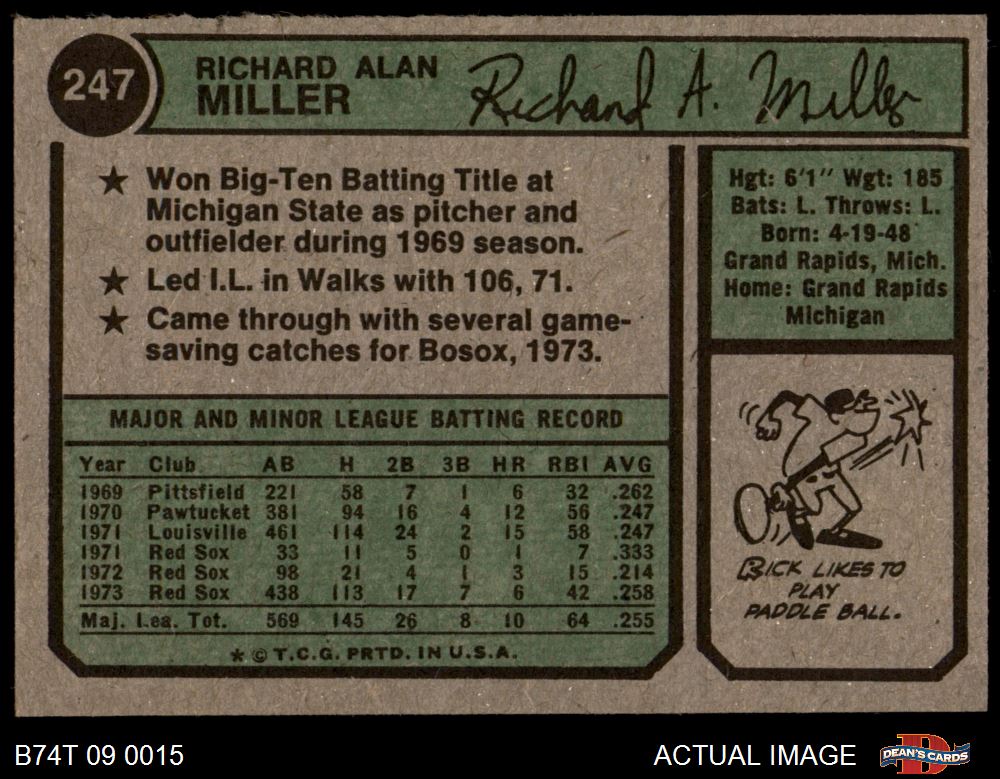 247
RICHARD ALAN
MILLER
Richard A. Miller
★ Won Big-Ten Batting Title at
Michigan State as pitcher and
outfielder during 1969 season.
★ Led I.L. in Walks with 106, 71.
★ Came through with several game-
saving catches for Bosox, 1973.
Hgt: 6'1" Wgt: 185
Bats: L. Throws: L.
Born: 4-19-48
Grand Rapids, Mich.
Home: Grand Rapids
Michigan
MAJOR AND MINOR LEAGUE BATTING RECORD
Year Club AB H 2B 3B HR RBI AVG
1969 Pittsfield 221 58 7 1 6 32 .262
1970 Pawtucket 381 94 16 4 12 56 .247
1971 Louisville 461 114 24 2 15 58 .247
1971 Red Sox 33 11 5 0 1 7 .333
1972 Red Sox 98 21 4 1 3 15 .214
1973 Red Sox 438 113 17 7 6 42 .258
Maj. Lea. Tot. 569 145 26 8 10 64 .255
★ © T.C.G. PRTD. IN U.S.A.
RICK LIKES TO
PLAY
PADDLE BALL.
B74T 09 0015
ACTUAL IMAGE
DEAN'S CARDS